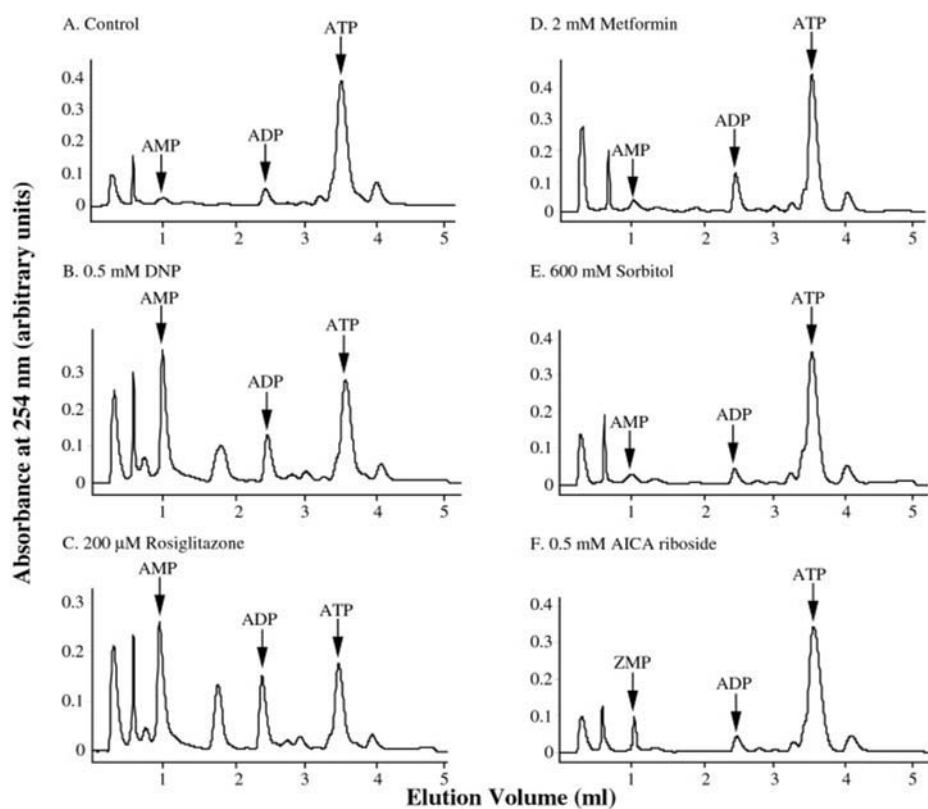 A. Control
ATP
AMP
ADP
0.4
0.3
0.2
0.1
0
1 2 3 4 5
B. 0.5 mM DNP
AMP
ATP
ADP
0.3
0.2
0.1
0
1 2 3 4 5
C. 200 µM Rosiglitazone
AMP
ADP
ATP
0.3
0.2
0.1
0
1 2 3 4 5
D. 2 mM Metformin
ATP
ADP
AMP
0.4
0.3
0.2
0.1
0
1 2 3 4 5
E. 600 mM Sorbitol
ATP
AMP
ADP
0.4
0.3
0.2
0.1
0
1 2 3 4 5
F. 0.5 mM AICA riboside
ATP
ZMP
ADP
0.4
0.3
0.2
0.1
0
1 2 3 4 5
Absorbance at 254 nm (arbitrary units)
Elution Volume (ml)